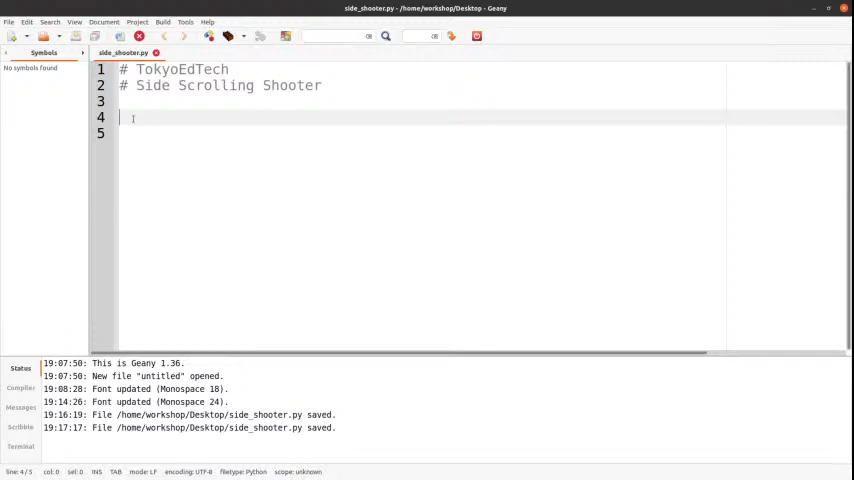 side_shooter.py - /home/workshop/Desktop - Geany
File Edit Search View Document Project Build Tools Help
Symbols
side_shooter.py
No symbols found
1 # TokyoEdTech
2 # Side Scrolling Shooter
3
4
5
Status
Compiler
Messages
Scribble
Terminal
19:07:50: This is Geany 1.36.
19:07:50: New file "untitled" opened.
19:08:28: Font updated (Monospace 18).
19:14:26: Font updated (Monospace 24).
19:16:19: File /home/workshop/Desktop/side_shooter.py saved.
19:17:17: File /home/workshop/Desktop/side_shooter.py saved.
line: 4 / 5 col: 0 sel: 0 INS TAB mode: LF encoding: UTF-8 filetype: Python scope: unknown